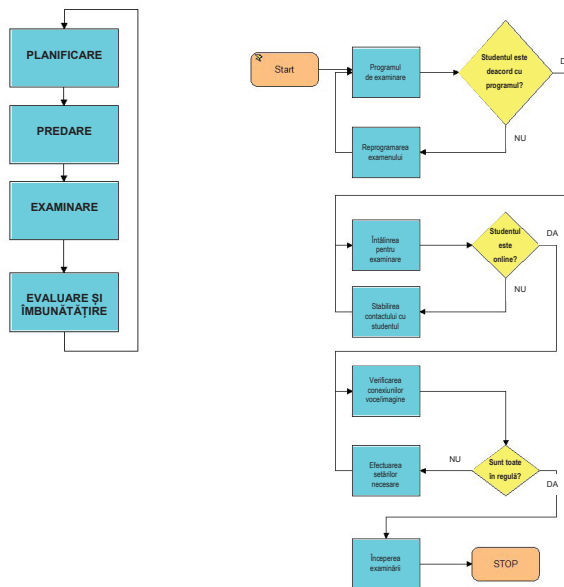 PLANIFICARE
PREDARE
EXAMINARE
EVALUARE ȘI
ÎMBUNĂTĂȚIRE
Start
Programul
de examinare
Studentul este
deacord cu
programul?
D
NU
Reprogramarea
examenului
Întâlnirea
pentru
examinare
Studentul
este
online?
DA
NU
Stabilirea
contactului cu
studentul
Verificarea
conexiunilor
voce/imagine
Efectuarea
setărilor
necesare
NU
Sunt toate
în regulă?
DA
Începerea
examinării
STOP